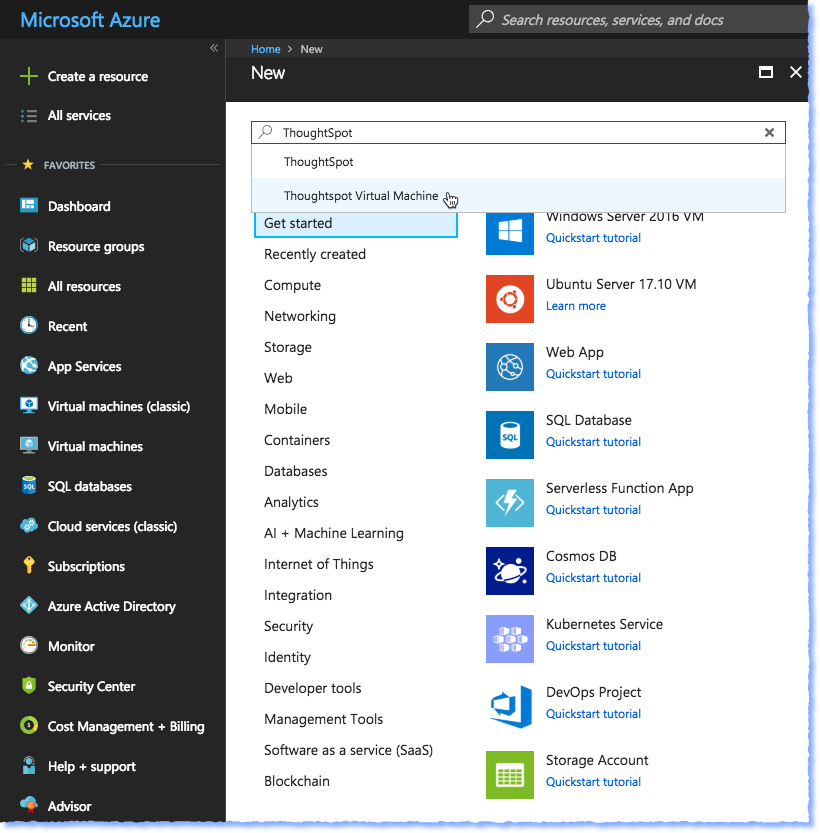 Microsoft Azure
Search resources, services, and docs
Create a resource
All services
FAVORITES
Dashboard
Resource groups
All resources
Recent
App Services
Virtual machines (classic)
Virtual machines
SQL
SQL databases
Cloud services (classic)
Subscriptions
Azure Active Directory
Monitor
Security Center
Cost Management + Billing
Help + support
Advisor
Home > New
New
ThoughtSpot
ThoughtSpot
Thoughtspot Virtual Machine
Get started
Recently created
Compute
Networking
Storage
Web
Mobile
Containers
Databases
Analytics
AI + Machine Learning
Internet of Things
Integration
Security
Identity
Developer tools
Management Tools
Software as a service (SaaS)
Blockchain
Windows Server 2016 VM
Quickstart tutorial
Ubuntu Server 17.10 VM
Learn more
Web App
Quickstart tutorial
SQL
SQL Database
Quickstart tutorial
Serverless Function App
Quickstart tutorial
Cosmos DB
Quickstart tutorial
Kubernetes Service
Quickstart tutorial
DevOps Project
Quickstart tutorial
Storage Account
Quickstart tutorial